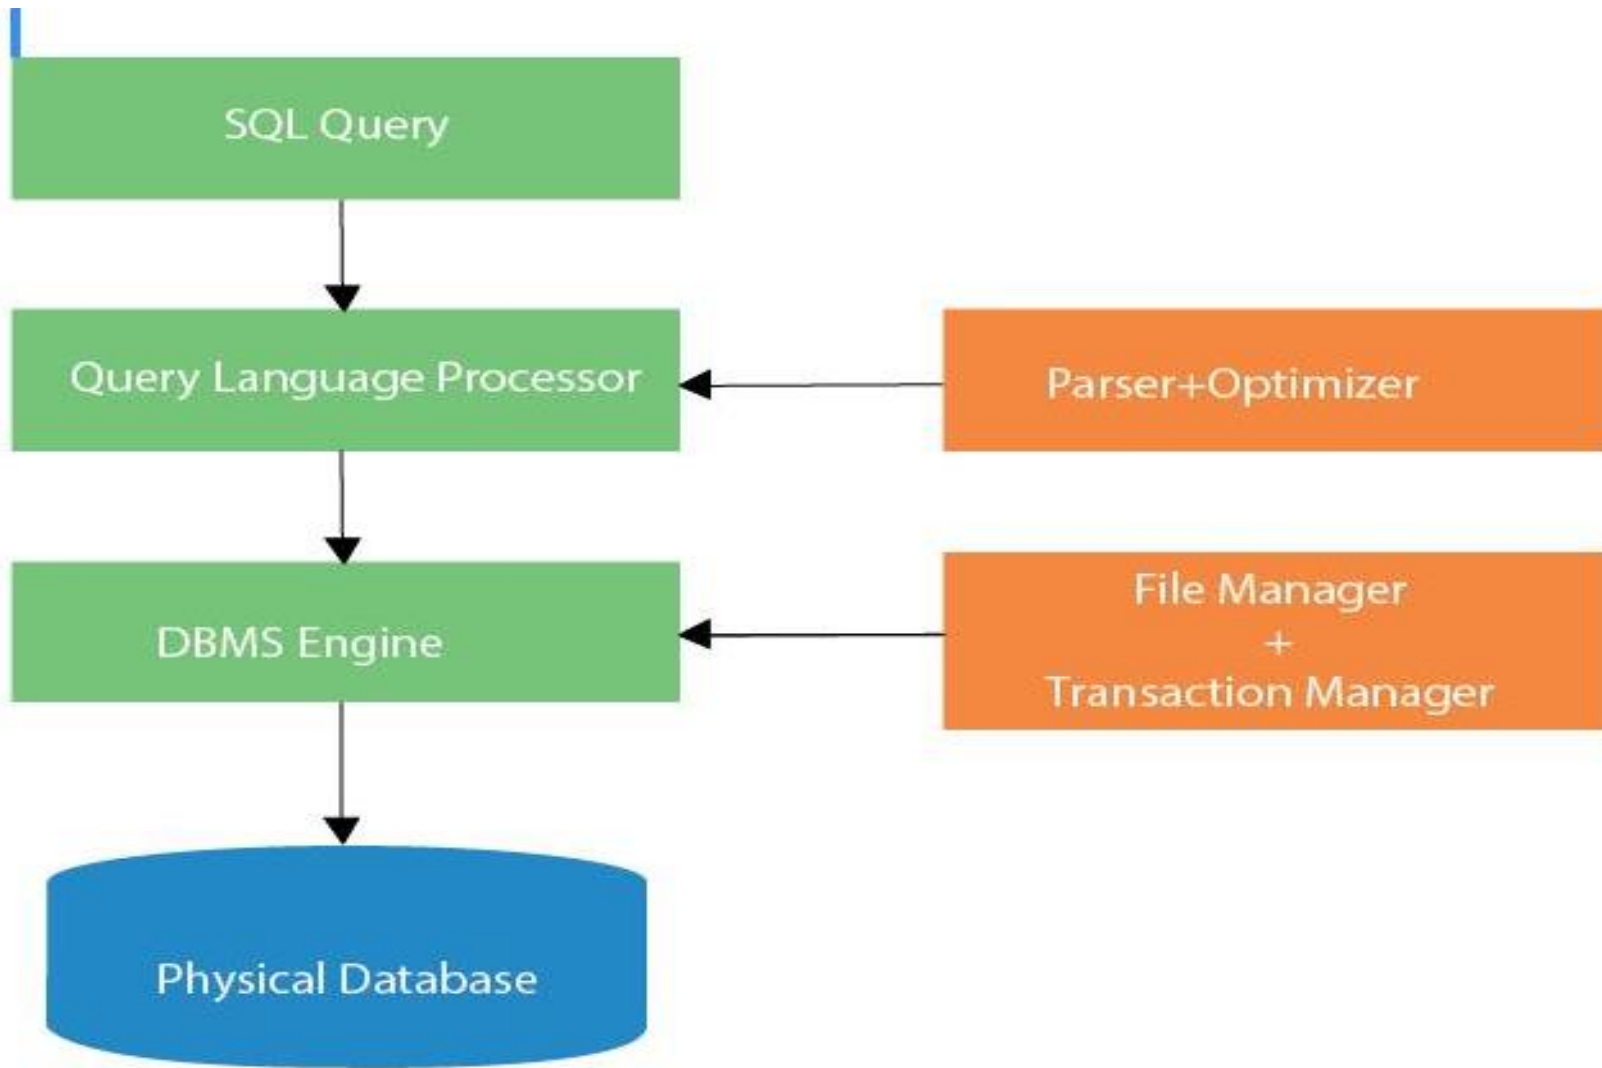 SQL Query
Query Language Processor
Parser+Optimizer
DBMS Engine
File Manager
+
Transaction Manager
Physical Database